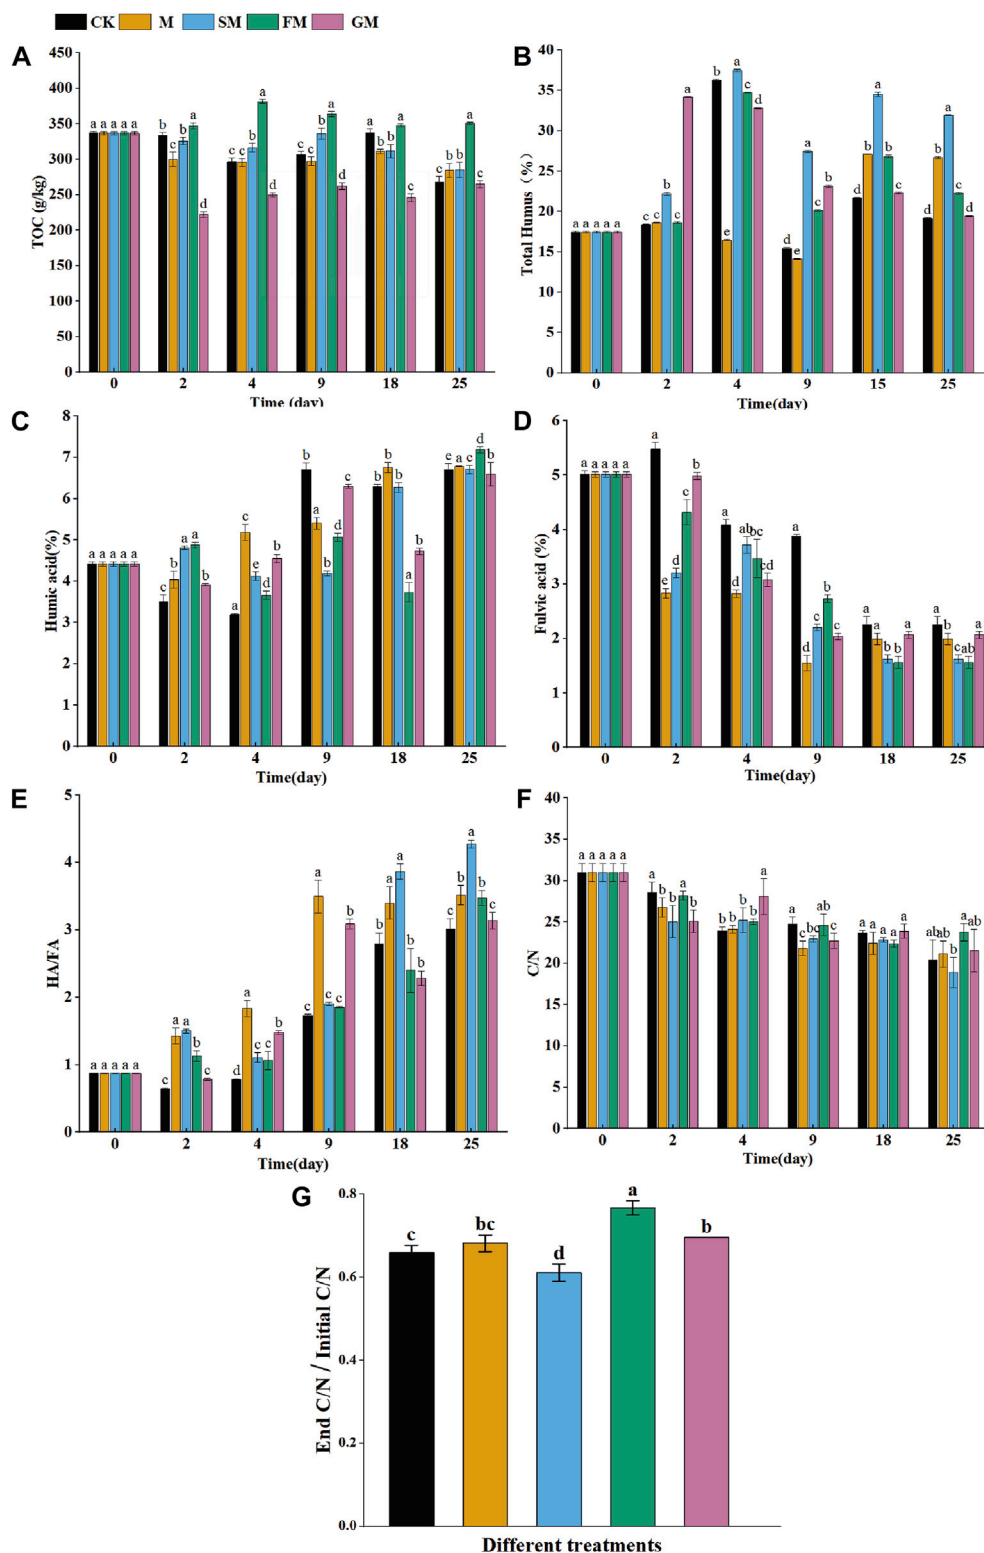 CK M SM FM GM
A
TOC (g/kg)
450
400
350
300
250
200
150
100
50
0
a a a a a
b c b a d
c c b a d
c c b a d
a b b a c
c b b a c
0 2 4 9 18 25
Time (day)
B
Total Humus (%)
40
35
30
25
20
15
10
5
0
a a a a a
c c b c a
b e a c d
d e a c b
d b a b c
d b a c d
0 2 4 9 15 25
Time(day)
C
Humic acid(%)
8
7
6
5
4
3
2
1
0
a a a a a
c b a a b
a c e d b
b a e d c
b b b a b
e a c d b
0 2 4 9 18 25
Time(day)
D
Fulvic acid (%)
6
5
4
3
2
1
0
a a a a a
a e d c b
a d ab bc cd
a d c b c
a a b b a
a b c ab a
0 2 4 9 18 25
Time(day)
E
HA/FA
5
4
3
2
1
0
a a a a a
c a a b c
d a c c b
c a b c b
b a a b b
c b a b c
0 2 4 9 18 25
Time(day)
F
C/N
40
35
30
25
20
15
10
5
0
a a a a a
a b b a b
b b b b a
a c bc ab c
a a a a a
ab ab b a ab
0 2 4 9 18 25
Time(day)
G
End C/N / Initial C/N
0.8
0.6
0.4
0.2
0.0
c bc d a b
Different treatments